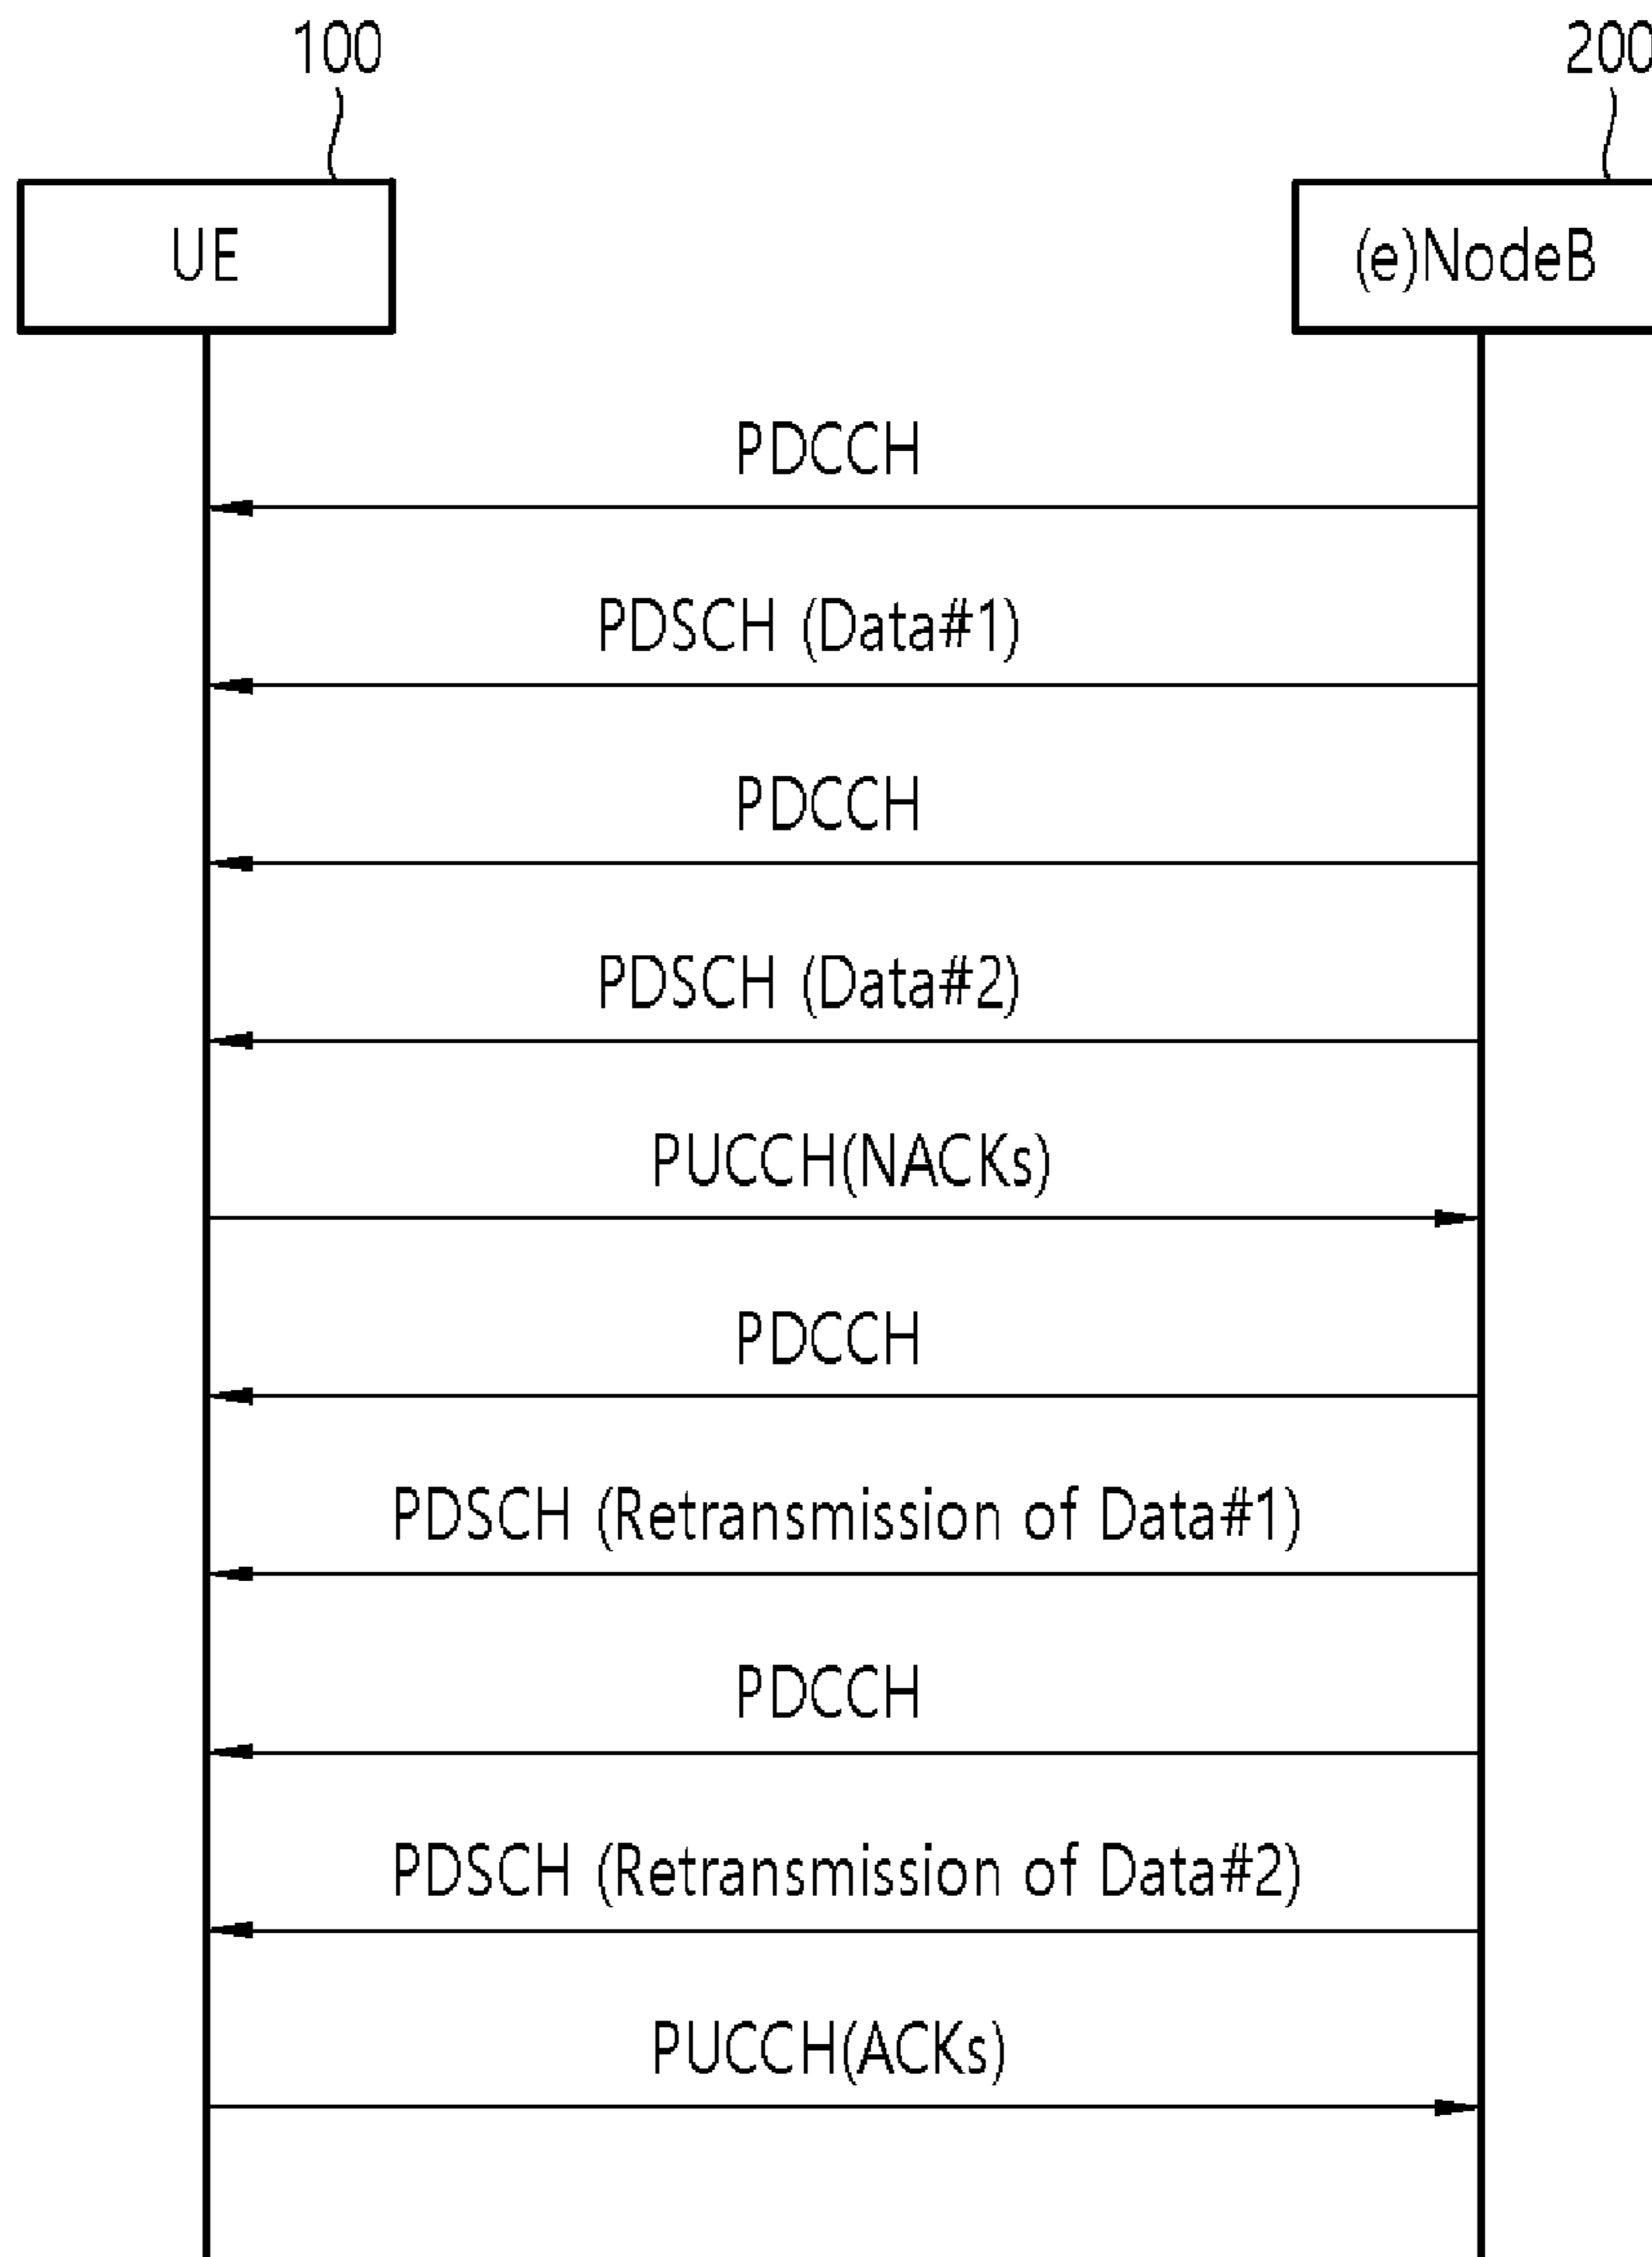 100
200
UE
(e)NodeB
PDCCH
PDSCH (Data#1)
PDCCH
PDSCH (Data#2)
PUCCH(NACKs)
PDCCH
PDSCH (Retransmission of Data#1)
PDCCH
PDSCH (Retransmission of Data#2)
PUCCH(ACKs)